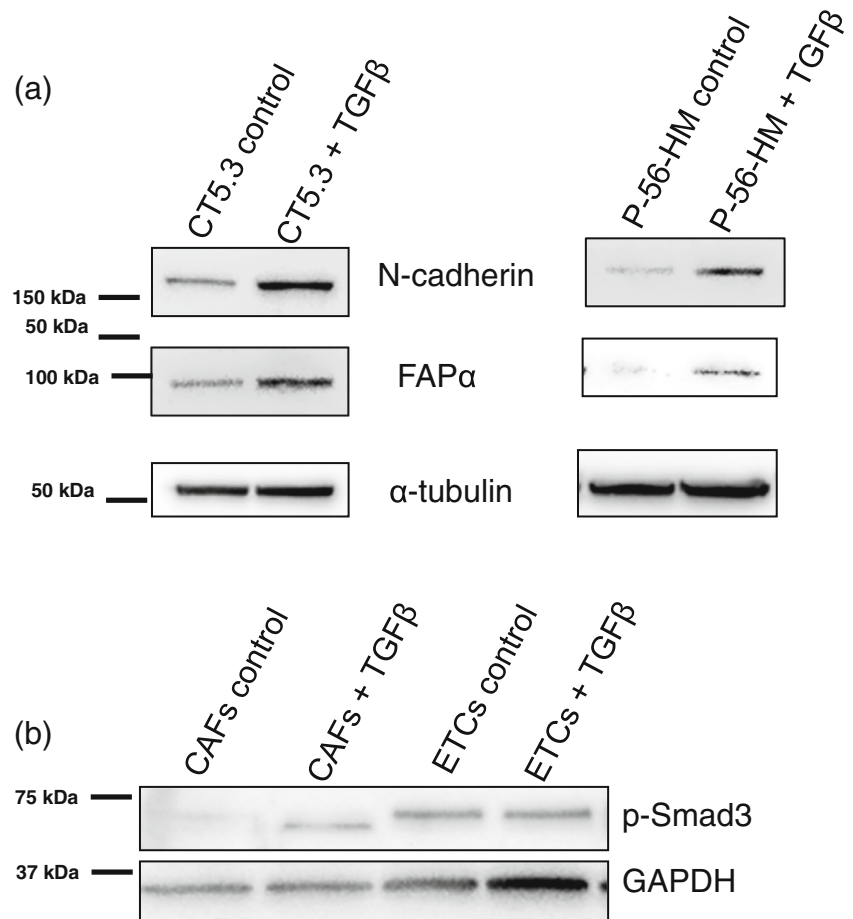 (a)
CT5.3 control
CT5.3 + TGFβ
P-56-HM control
P-56-HM + TGFβ
N-cadherin
150 kDa
50 kDa
100 kDa
FAPα
50 kDa
α-tubulin
(b)
CAFs control
CAFs + TGFβ
ETCs control
ETCs + TGFβ
75 kDa
p-Smad3
37 kDa
GAPDH